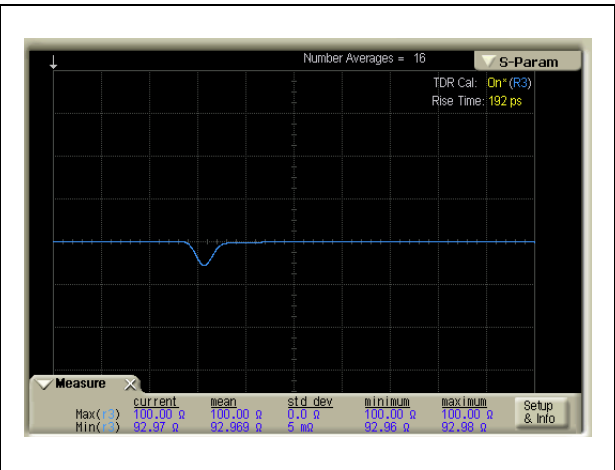 Number Averages = 16
S-Param
TDR Cal: On*(R3)
Rise Time: 192 ps
Measure
current mean std dev minimum maximum
Max(r3) 100.00 Ω 100.00 Ω 0.0 Ω 100.00 Ω 100.00 Ω
Min(r3) 92.97 Ω 92.969 Ω 5 mΩ 92.96 Ω 92.98 Ω
Setup
& Info